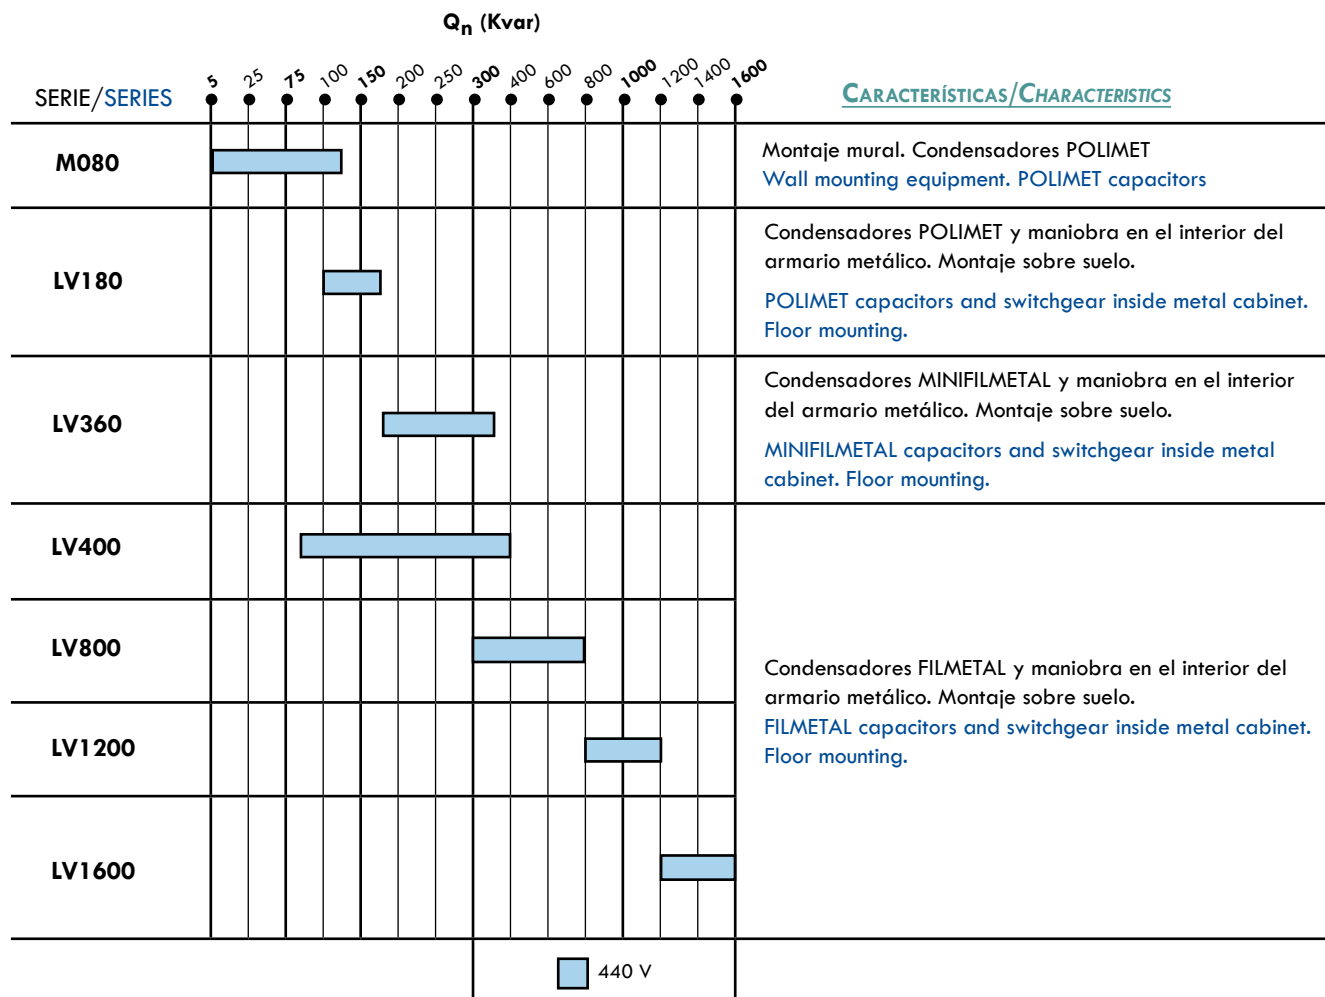 Qn (Kvar)
5 25 75 100 150 200 250 300 400 600 800 1000 1200 1400 1600
SERIE/SERIES
CARACTERÍSTICAS/CHARACTERISTICS
M080
Montaje mural. Condensadores POLIMET
Wall mounting equipment. POLIMET capacitors
LV180
Condensadores POLIMET y maniobra en el interior del
armario metálico. Montaje sobre suelo.
POLIMET capacitors and switchgear inside metal cabinet.
Floor mounting.
LV360
Condensadores MINIFILMETAL y maniobra en el interior
del armario metálico. Montaje sobre suelo.
MINIFILMETAL capacitors and switchgear inside metal
cabinet. Floor mounting.
LV400
LV800
LV1200
LV1600
Condensadores FILMETAL y maniobra en el interior del
armario metálico. Montaje sobre suelo.
FILMETAL capacitors and switchgear inside metal cabinet.
Floor mounting.
440 V